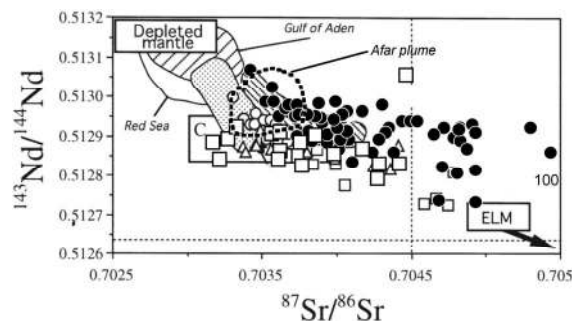 0.5132
Depleted
mantle
Gulf of Aden
0.5131
Afar plume
0.5130
143Nd/144Nd
Red Sea
C
0.5129
0.5128
100
0.5127
ELM
0.5126
0.7025
0.7035
0.7045
0.705
87Sr/86Sr